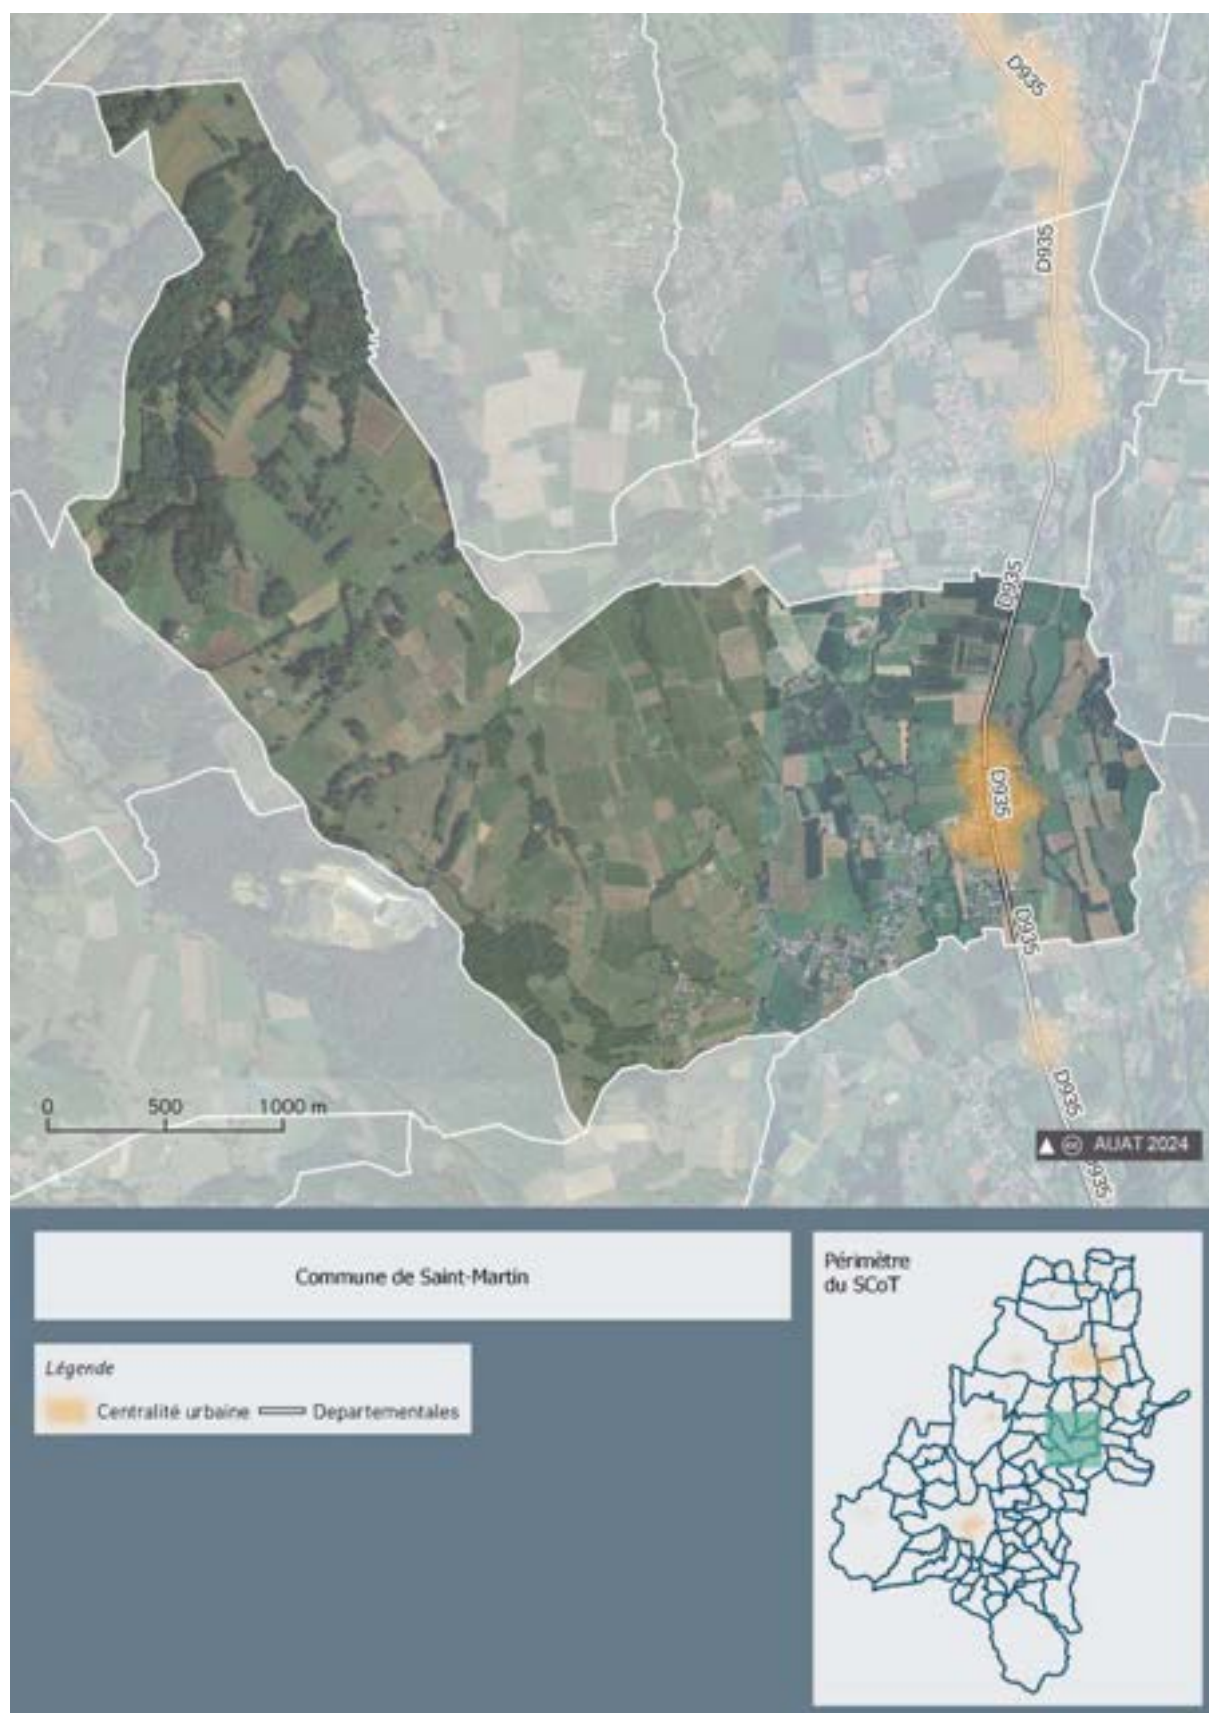 D935
D935
D935
D935
D935
0 500 1000 m
D935
AUAT 2024
D935
Commune de Saint-Martin
Légende
Centralité urbaine
Departementales
Périmètre
du SCoT